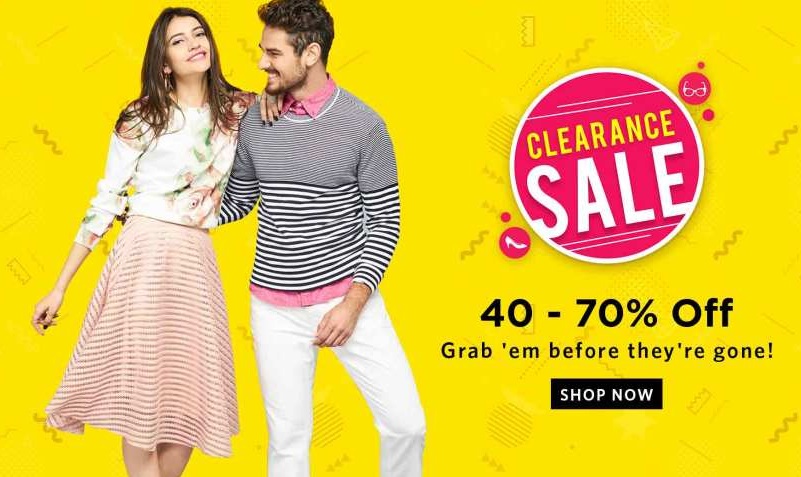 CLEARANCE
SALE
40 - 70% Off
Grab 'em before they're gone!
SHOP NOW